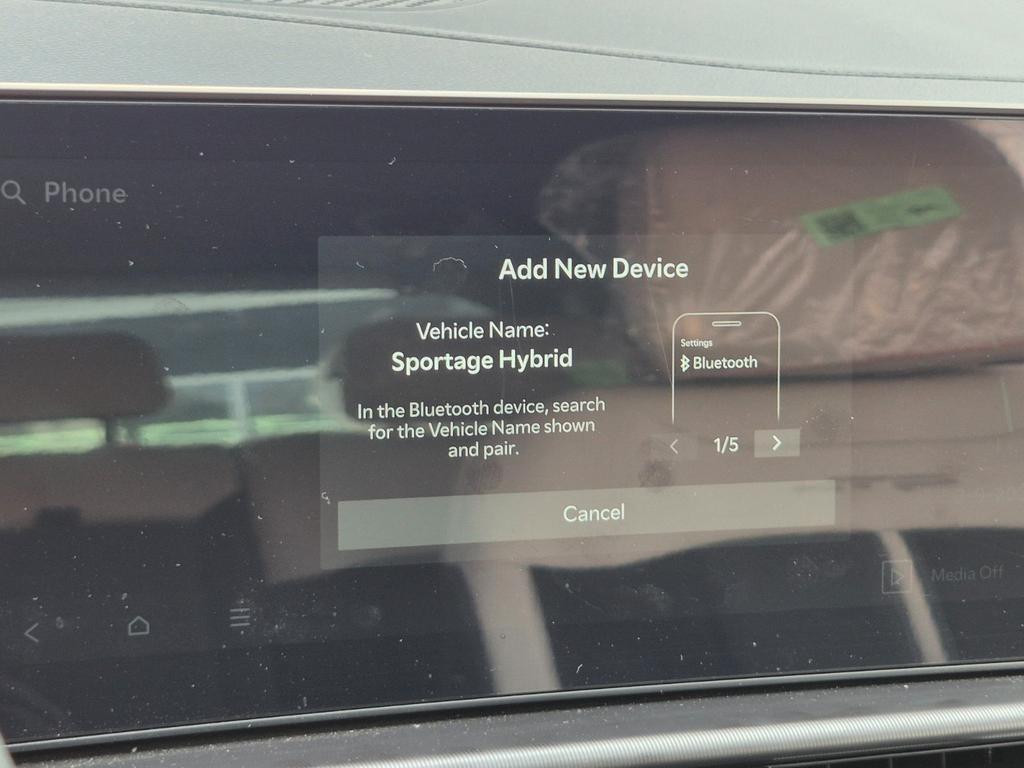 Phone
Add New Device
Vehicle Name:
Sportage Hybrid
In the Bluetooth device, search
for the Vehicle Name shown
and pair.
Settings
Bluetooth
1/5
Cancel
Media Off